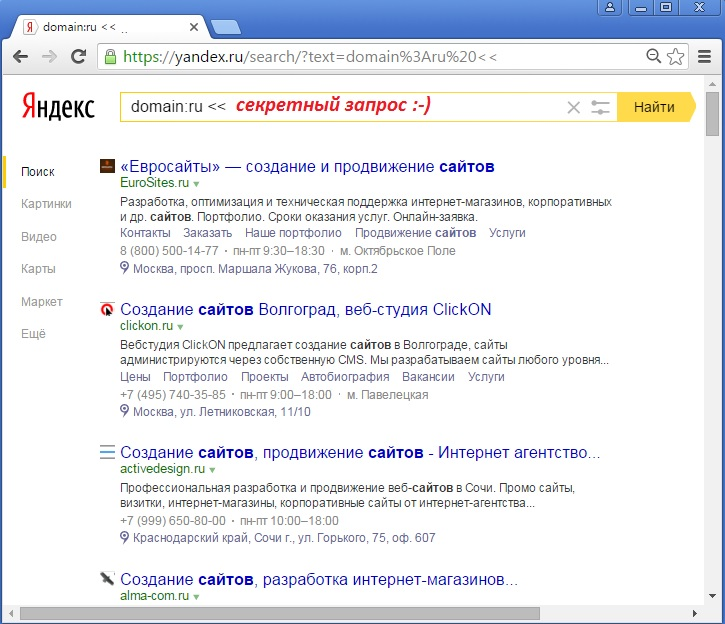 domain:ru << ..
https://yandex.ru/search/?text=domain%3Aru%20<<
Яндекс
domain:ru << секретный запрос :-)
Найти
Поиск
Картинки
Видео
Карты
Маркет
Ещё
«Евросайты» — создание и продвижение сайтов
EuroSites.ru
Разработка, оптимизация и техническая поддержка интернет-магазинов, корпоративных
и др. сайтов. Портфолио. Сроки оказания услуг. Онлайн-заявка.
Контакты Заказать Наше портфолио Продвижение сайтов Услуги
8 (800) 500-14-77 · пн-пт 9:30–18:30 · м. Октябрьское Поле
Москва, просп. Маршала Жукова, 76, корп.2
Создание сайтов Волгоград, веб-студия ClickON
clickon.ru
Вебстудия ClickON предлагает создание сайтов в Волгограде, сайты
администрируются через собственную CMS. Мы разрабатываем сайты любого уровня...
Цены Портфолио Проекты Автобиография Вакансии Услуги
+7 (495) 740-35-85 · пн-пт 9:00–18:00 · м. Павелецкая
Москва, ул. Летниковская, 11/10
Создание сайтов, продвижение сайтов - Интернет агентство...
activedesign.ru
Профессиональная разработка и продвижение веб-сайтов в Сочи. Промо сайты,
визитки, интернет-магазины, корпоративные сайты от интернет-агентства...
+7 (999) 650-80-00 · пн-пт 10:00–18:00
Краснодарский край, Сочи г., ул. Горького, 75, оф. 607
Создание сайтов, разработка интернет-магазинов...
alma-com.ru